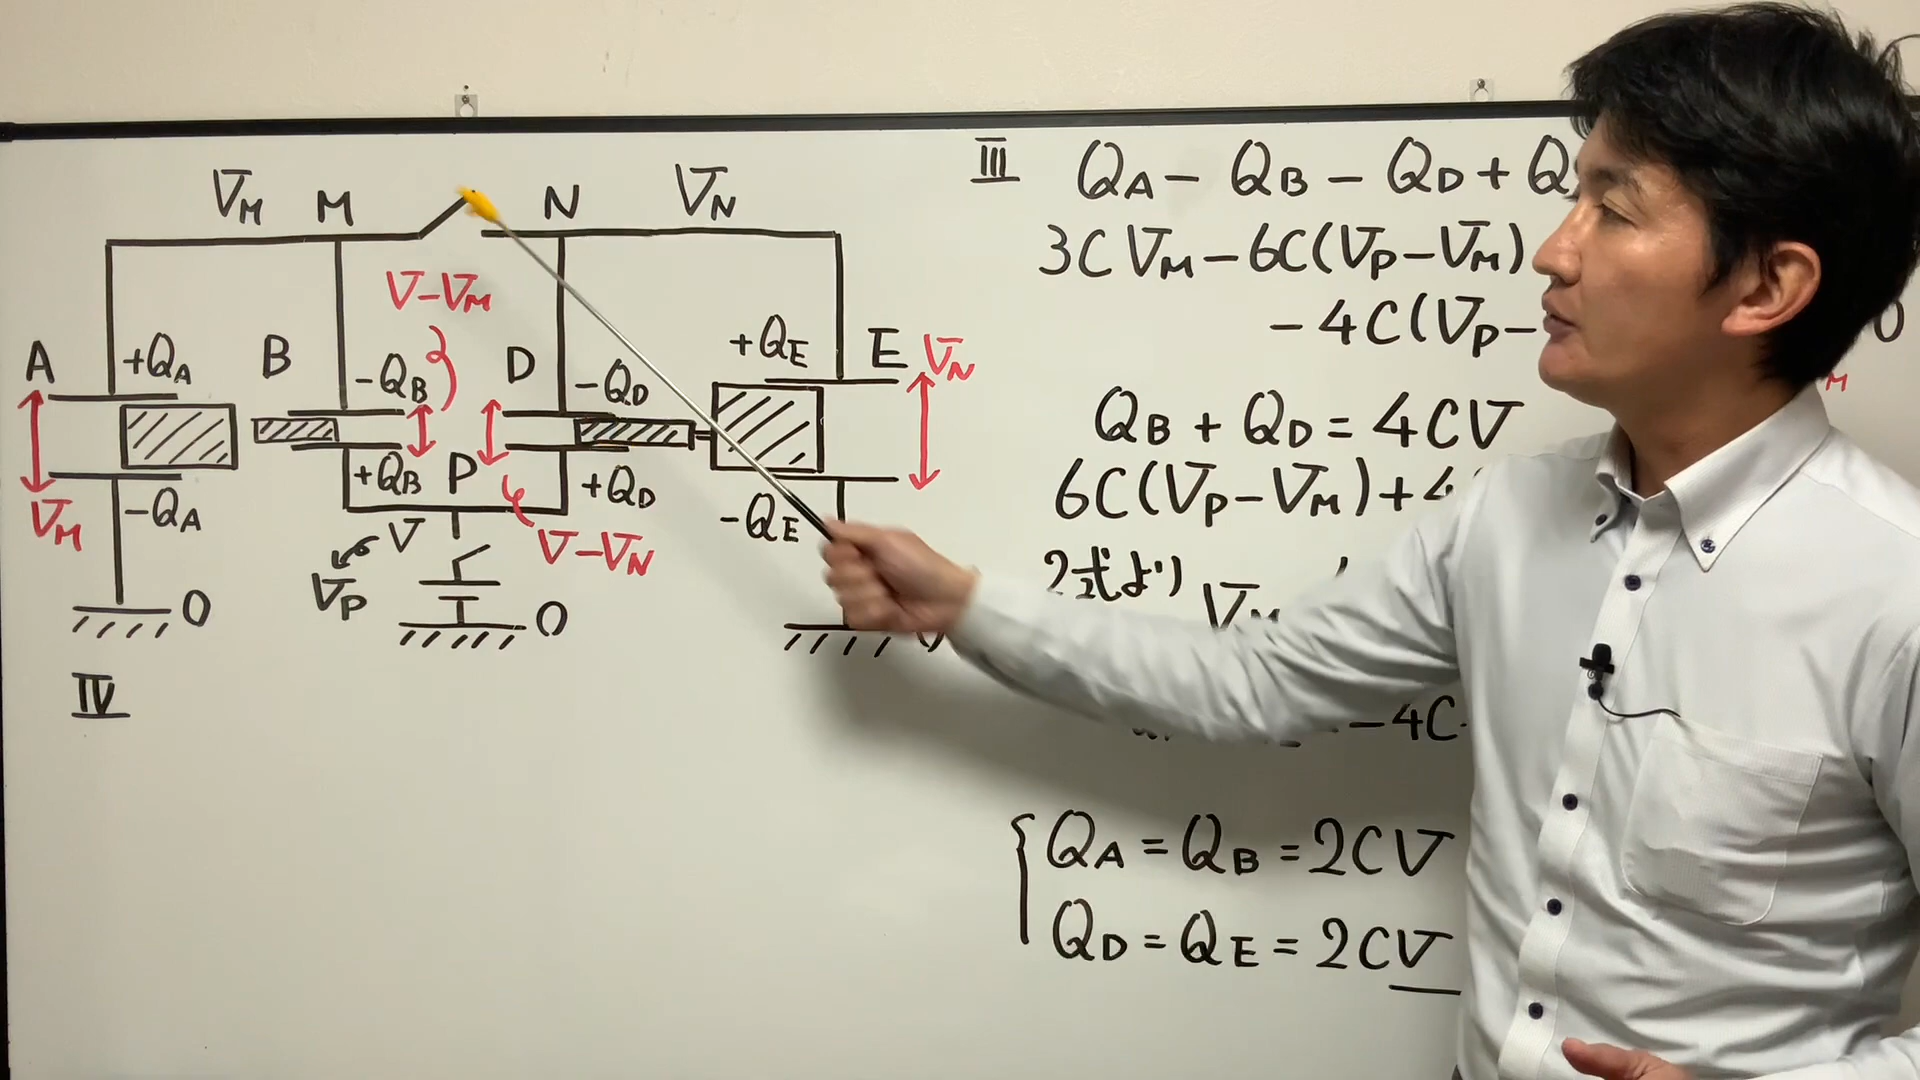 V_M M N V_N
V-V_M
A +Q_A B -Q_B D -Q_D +Q_E E V_N
V_M -Q_A +Q_B P +Q_D -Q_E
V V-V_N
V_P
0 0
IV
III Q_A - Q_B - Q_D + Q
3CV_M - 6C(V_P - V_M)
-4C(V_P - 0
M
Q_B + Q_D = 4CV
6C(V_P - V_M) + 4
2式より V_M
-4C
Q_A = Q_B = 2CV
Q_D = Q_E = 2CV